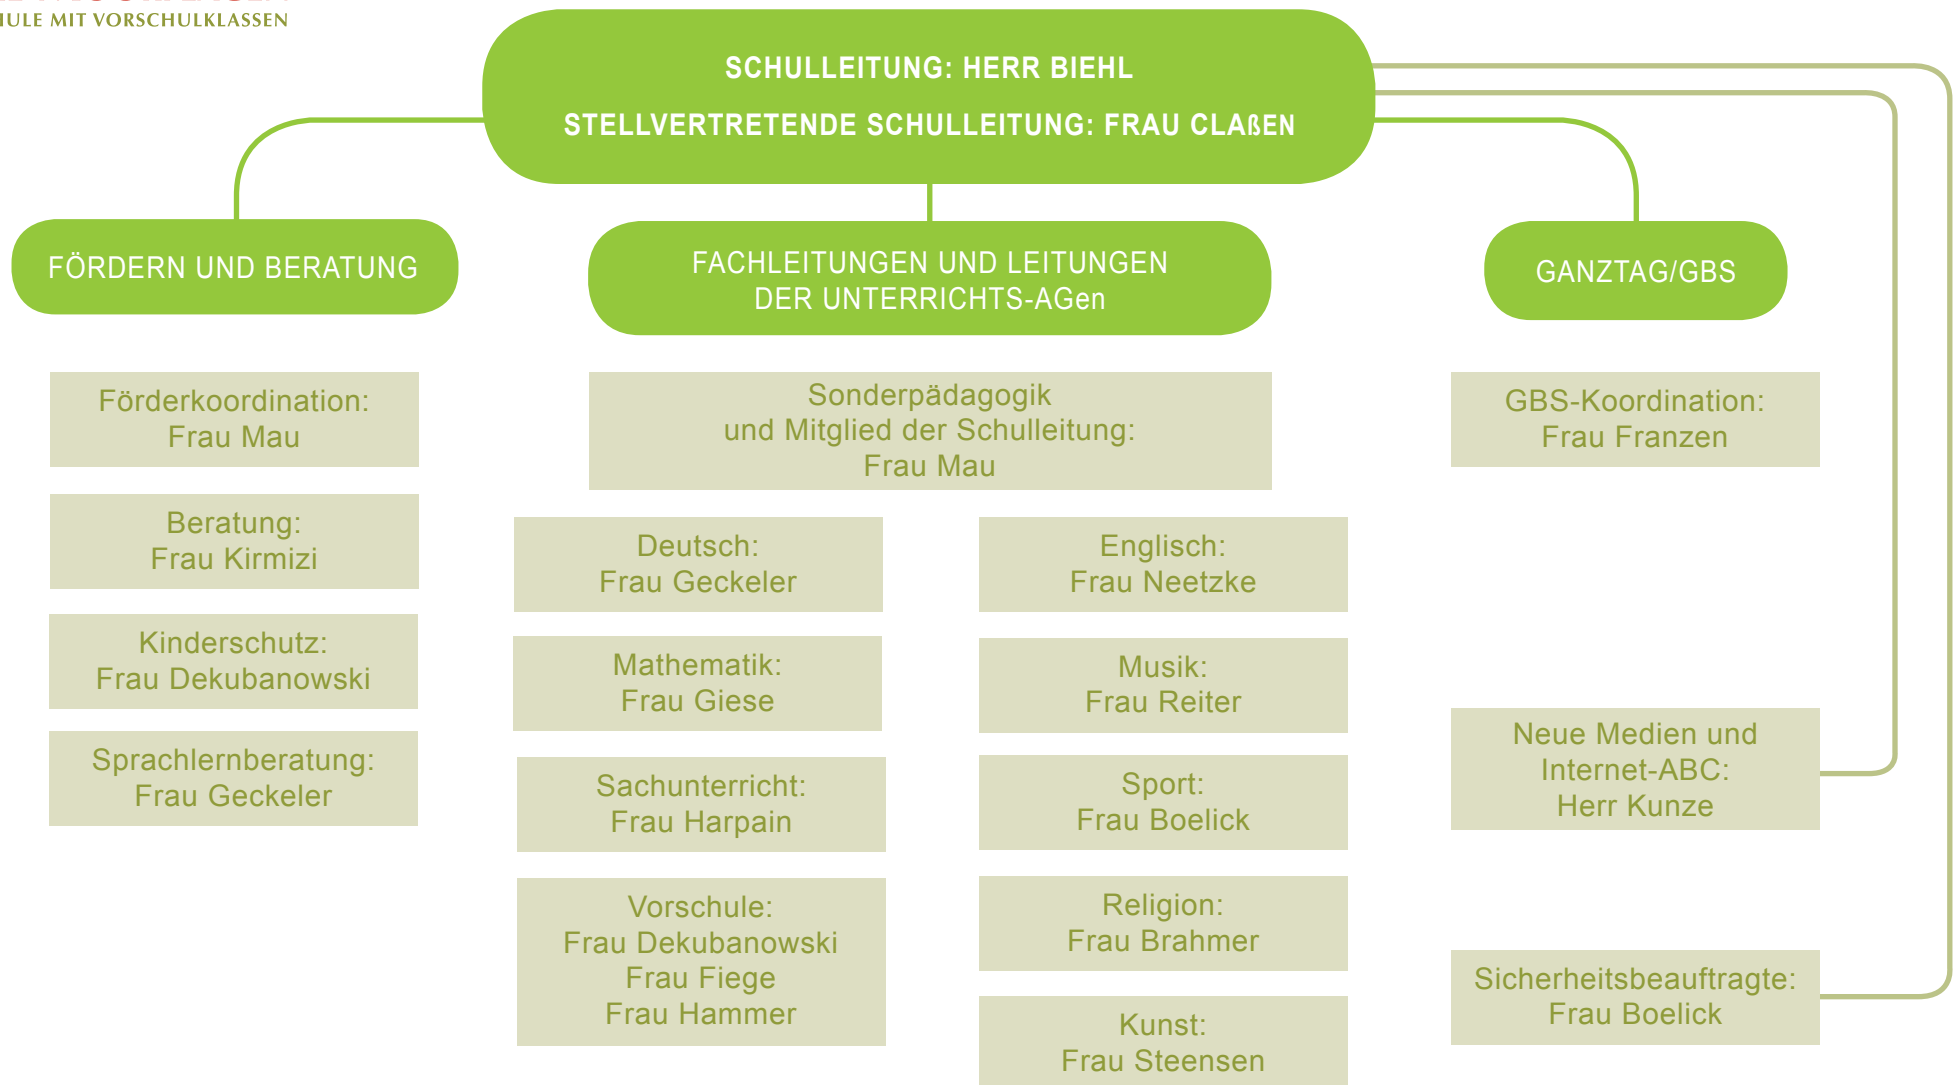 SCHULE MIT VORSCHULKLASSEN
SCHULLEITUNG: HERR BIEHL
STELLVERTRETENDE SCHULLEITUNG: FRAU CLAßEN
FÖRDERN UND BERATUNG
Förderkoordination:
Frau Mau
Beratung:
Frau Kirmizi
Kinderschutz:
Frau Dekubanowski
Sprachlernberatung:
Frau Geckeler
FACHLEITUNGEN UND LEITUNGEN
DER UNTERRICHTS-AGen
Sonderpädagogik
und Mitglied der Schulleitung:
Frau Mau
Deutsch:
Frau Geckeler
Mathematik:
Frau Giese
Sachunterricht:
Frau Harpain
Vorschule:
Frau Dekubanowski
Frau Fiege
Frau Hammer
Englisch:
Frau Neetzke
Musik:
Frau Reiter
Sport:
Frau Boelick
Religion:
Frau Brahmer
Kunst:
Frau Steensen
GANZTAG/GBS
GBS-Koordination:
Frau Franzen
Neue Medien und
Internet-ABC:
Herr Kunze
Sicherheitsbeauftragte:
Frau Boelick